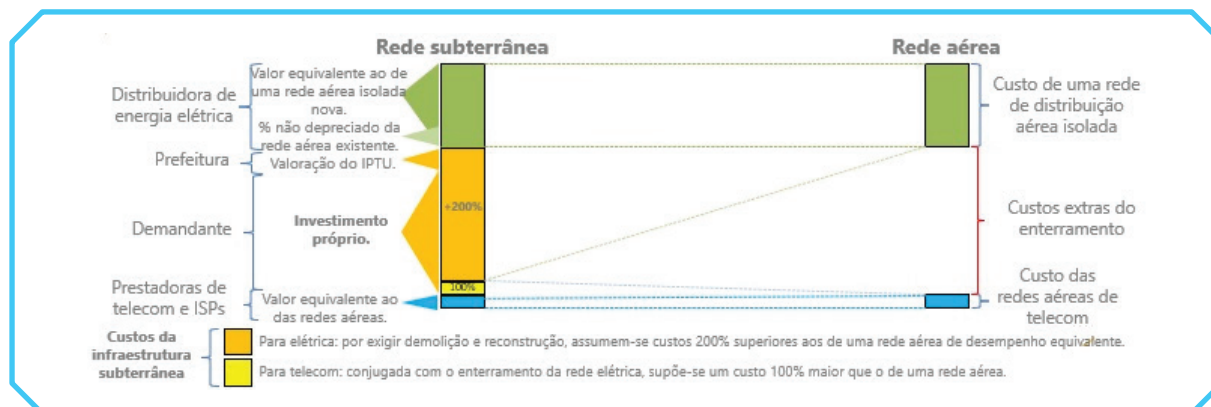 Rede subterrânea
Rede aérea
Distribuidora de
energia elétrica
Valor equivalente ao de
uma rede aérea isolada
nova.
% não depreciado da
rede aérea existente.
Custo de uma rede
de distribuição
aérea isolada
Prefeitura
Valoração do IPTU.
Demandante
Investimento
próprio.
+200%
Custos extras do
enterramento
100%
Prestadoras de
telecom e ISPs
Valor equivalente ao
das redes aéreas.
Custo das
redes aéreas de
telecom
Custos da
infraestrutura
subterrânea
Para elétrica: por exigir demolição e reconstrução, assumem-se custos 200% superiores aos de uma rede aérea de desempenho equivalente.
Para telecom: conjugada com o enterramento da rede elétrica, supõe-se um custo 100% maior que o de uma rede aérea.